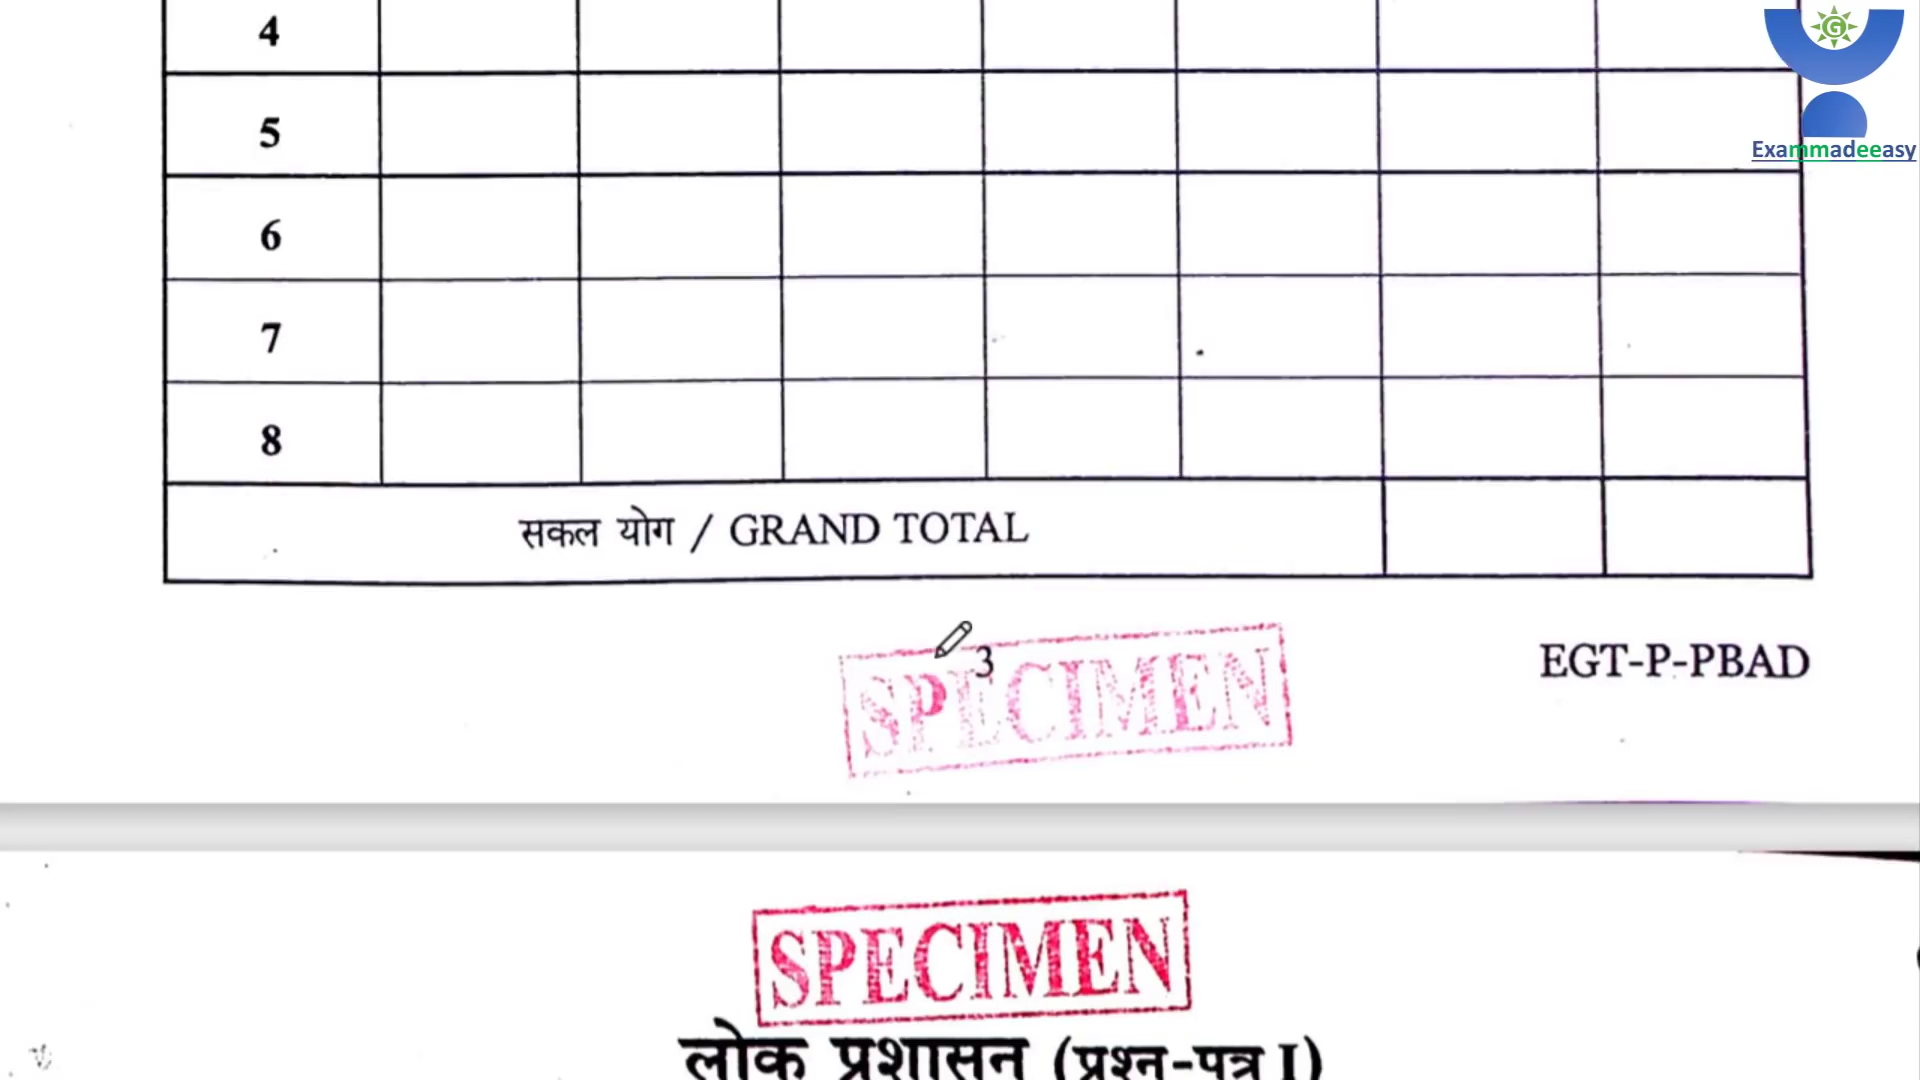 4
Exammadeeasy
5
6
7
8
सकल योग / GRAND TOTAL
3
EGT-P-PBAD
SPECIMEN
SPECIMEN
लोक प्रशासन (प्रश्न-पत्र I)